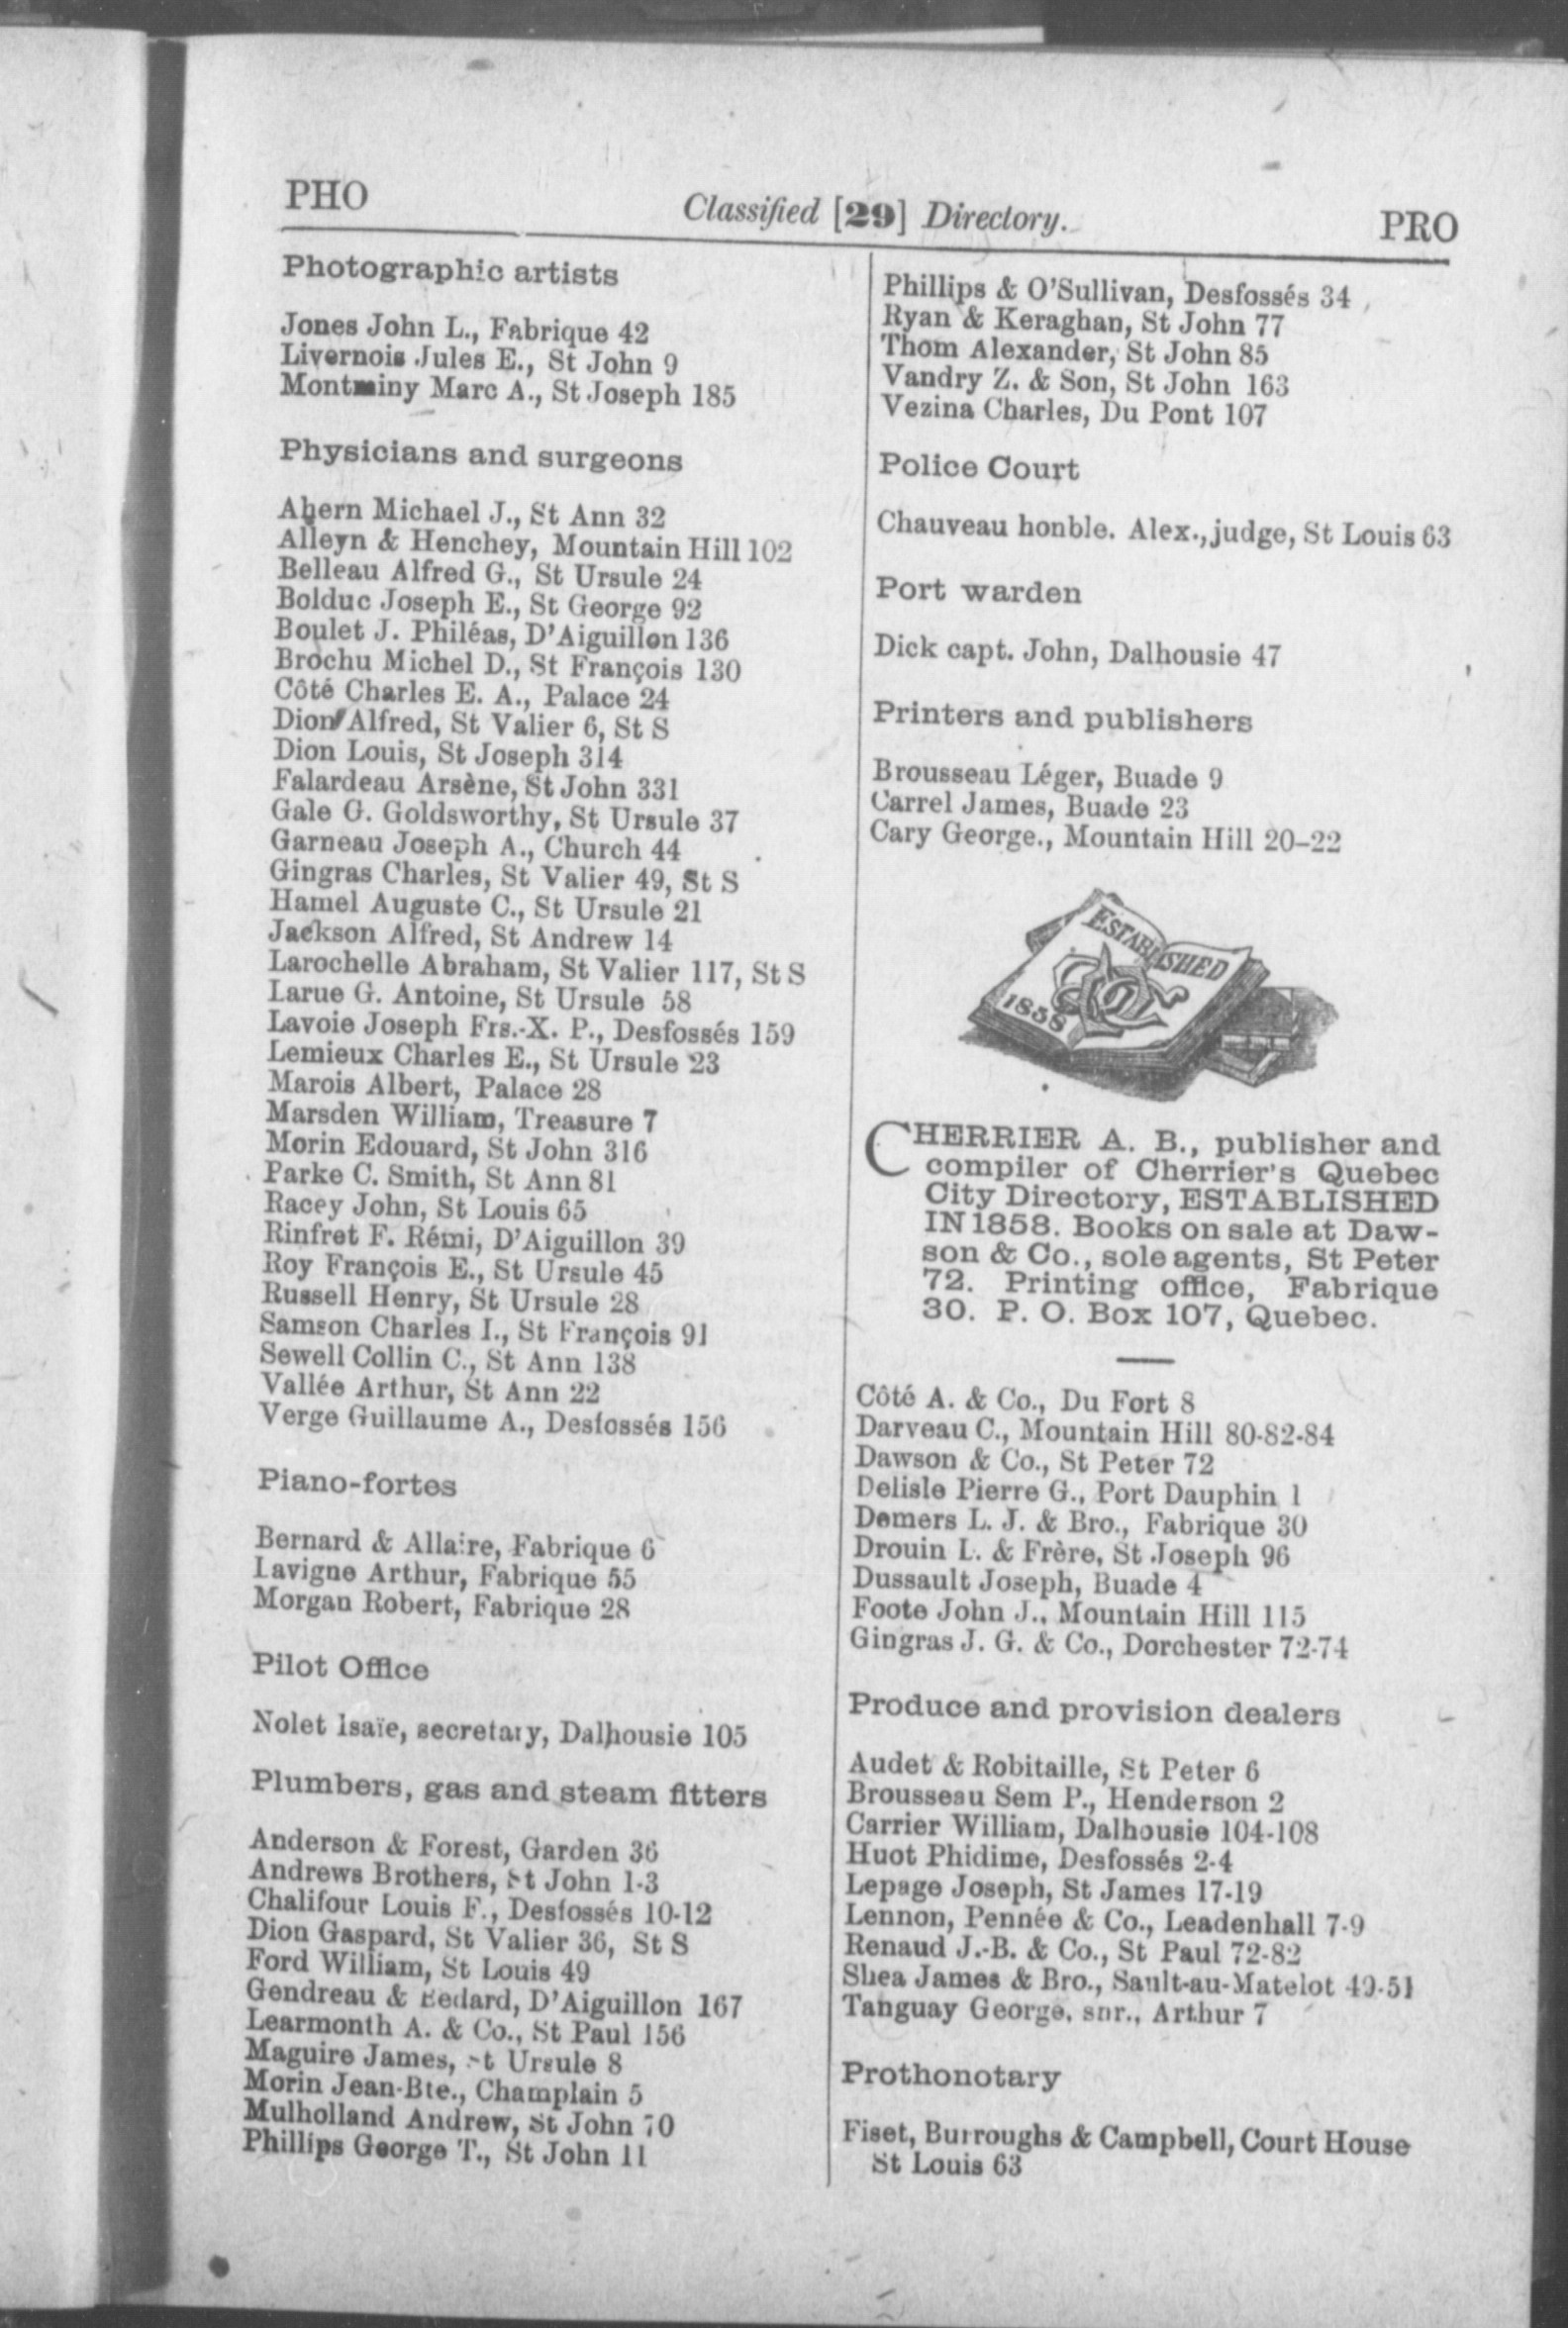 PHO
Classified [29] Directory.
PRO
Photographic artists
Jones John L., Fabrique 42
Livernois Jules E., St John 9
Montminy Marc A., St Joseph 185
Physicians and surgeons
Ahern Michael J., St Ann 32
Alleyn & Henchey, Mountain Hill 102
Belleau Alfred G., St Ursule 24
Bolduc Joseph E., St George 92
Boulet J. Philéas, D'Aiguillon 136
Brochu Michel D., St François 130
Côté Charles E. A., Palace 24
Dion Alfred, St Valier 6, St S
Dion Louis, St Joseph 314
Falardeau Arsène, St John 331
Gale G. Goldsworthy, St Ursule 37
Garneau Joseph A., Church 44
Gingras Charles, St Valier 49, St S
Hamel Auguste C., St Ursule 21
Jackson Alfred, St Andrew 14
Larochelle Abraham, St Valier 117, St S
Larue G. Antoine, St Ursule 58
Lavoie Joseph Frs.-X. P., Desfossés 159
Lemieux Charles E., St Ursule 23
Marois Albert, Palace 28
Marsden William, Treasure 7
Morin Edouard, St John 316
Parke C. Smith, St Ann 81
Racey John, St Louis 65
Rinfret F. Rémi, D'Aiguillon 39
Roy François E., St Ursule 45
Russell Henry, St Ursule 28
Samson Charles I., St François 91
Sewell Collin C., St Ann 138
Vallée Arthur, St Ann 22
Verge Guillaume A., Desfossés 156
Piano-fortes
Bernard & Allaire, Fabrique 6
Lavigne Arthur, Fabrique 55
Morgan Robert, Fabrique 28
Pilot Office
Nolet Isaïe, secretary, Dalhousie 105
Plumbers, gas and steam fitters
Anderson & Forest, Garden 36
Andrews Brothers, St John 1-3
Chalifour Louis F., Desfossés 10-12
Dion Gaspard, St Valier 36, St S
Ford William, St Louis 49
Gendreau & Bedard, D'Aiguillon 167
Learmonth A. & Co., St Paul 156
Maguire James, St Ursule 8
Morin Jean-Bte., Champlain 5
Mulholland Andrew, St John 70
Phillips George T., St John 11
Phillips & O'Sullivan, Desfossés 34
Ryan & Keraghan, St John 77
Thom Alexander, St John 85
Vandry Z. & Son, St John 163
Vezina Charles, Du Pont 107
Police Court
Chauveau honble. Alex., judge, St Louis 63
Port warden
Dick capt. John, Dalhousie 47
Printers and publishers
Brousseau Léger, Buade 9
Carrel James, Buade 23
Cary George., Mountain Hill 20–22
ESTABLISHED
1858
CHERRIER A. B., publisher and
compiler of Cherrier's Quebec
City Directory, ESTABLISHED
IN 1858. Books on sale at Daw-
son & Co., sole agents, St Peter
72. Printing office, Fabrique
30. P. O. Box 107, Quebec.
Côté A. & Co., Du Fort 8
Darveau C., Mountain Hill 80-82-84
Dawson & Co., St Peter 72
Delisle Pierre G., Port Dauphin 1
Demers L. J. & Bro., Fabrique 30
Drouin L. & Frère, St Joseph 96
Dussault Joseph, Buade 4
Foote John J., Mountain Hill 115
Gingras J. G. & Co., Dorchester 72-74
Produce and provision dealers
Audet & Robitaille, St Peter 6
Brousseau Sem P., Henderson 2
Carrier William, Dalhousie 104-108
Huot Phidime, Desfossés 2-4
Lepage Joseph, St James 17-19
Lennon, Pennée & Co., Leadenhall 7-9
Renaud J.-B. & Co., St Paul 72-82
Shea James & Bro., Sault-au-Matelot 49-51
Tanguay George, snr., Arthur 7
Prothonotary
Fiset, Burroughs & Campbell, Court House
St Louis 63